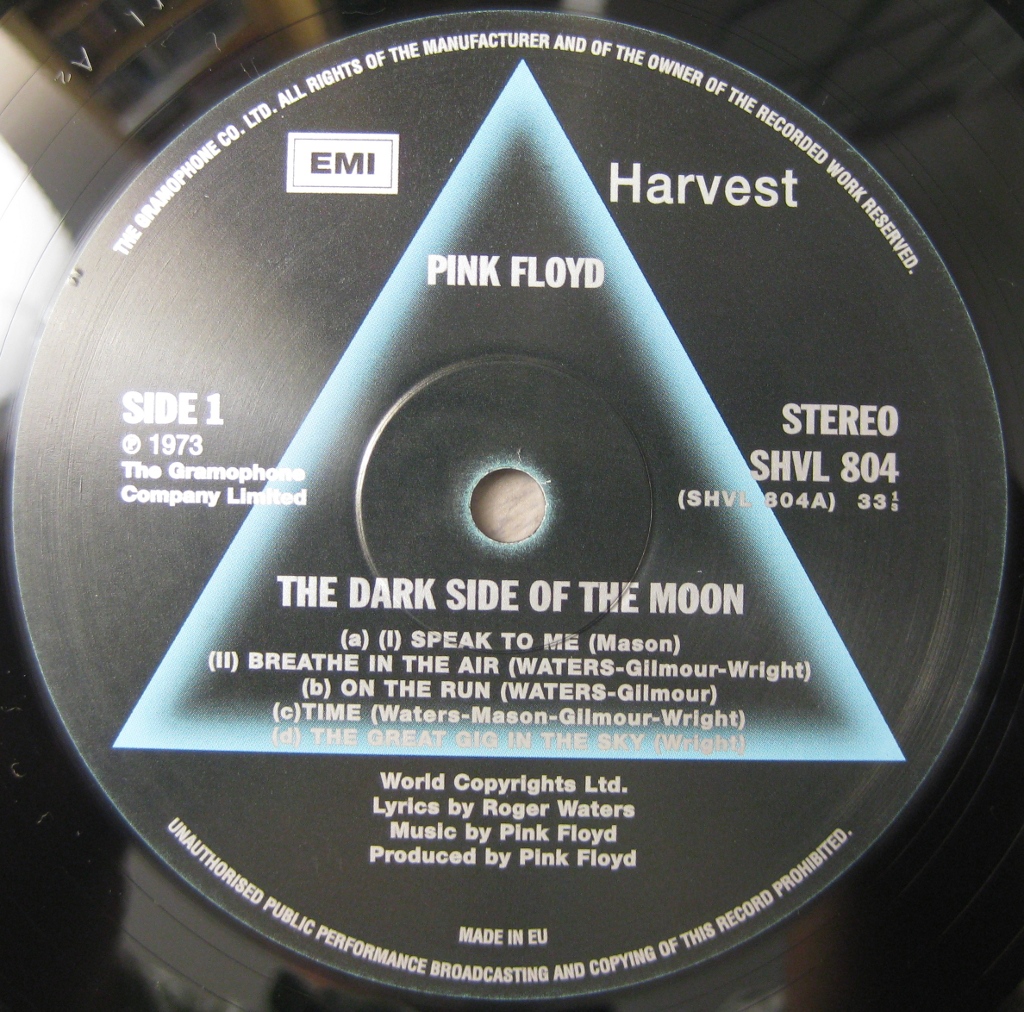 THE GRAMOPHONE CO. LTD. ALL RIGHTS OF THE MANUFACTURER AND OF THE OWNER OF THE RECORDED WORK RESERVED.
EMI
Harvest
PINK FLOYD
SIDE 1
℗ 1973
The Gramophone
Company Limited
STEREO
SHVL 804
(SHVL 804A) 33⅓
THE DARK SIDE OF THE MOON
(a) (I) SPEAK TO ME (Mason)
(II) BREATHE IN THE AIR (WATERS-Gilmour-Wright)
(b) ON THE RUN (WATERS-Gilmour)
(c)TIME (Waters-Mason-Gilmour-Wright)
(d) THE GREAT GIG IN THE SKY (Wright)
World Copyrights Ltd.
Lyrics by Roger Waters
Music by Pink Floyd
Produced by Pink Floyd
MADE IN EU
UNAUTHORISED PUBLIC PERFORMANCE BROADCASTING AND COPYING OF THIS RECORD PROHIBITED.